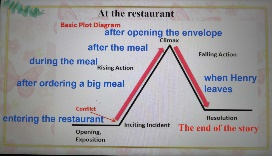 At the restaurant
Basic Plot Diagram
after opening the envelope
Climax
after the meal
Falling Action
during the meal
Rising Action
when Henry
leaves
after ordering a big meal
Conflict
entering the restaurant
Inciting Incident
Resolution
Opening,
Exposition
The end of the story